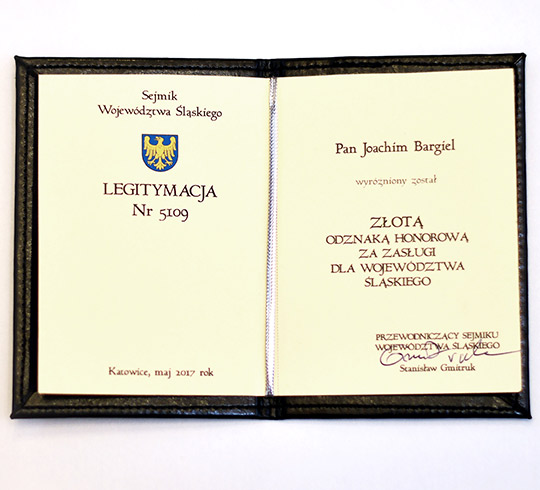 Sejmik
Województwa Śląskiego
LEGITYMACJA
Nr 5109
Katowice, maj 2017 rok
Pan Joachim Bargiel
wyróżniony został
ZŁOTĄ
ODZNAKĄ HONOROWĄ
ZA ZASŁUGI
DLA WOJEWÓDZTWA
ŚLĄSKIEGO
PRZEWODNICZĄCY SEJMIKU
WOJEWÓDZTWA ŚLĄSKIEGO
Stanisław Gmitruk